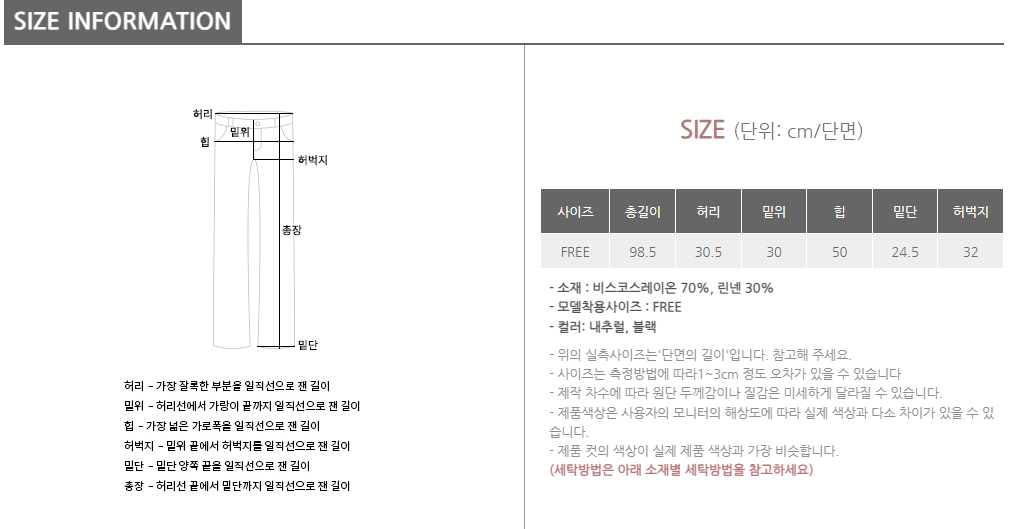 SIZE INFORMATION
허리
밑위
힙
허벅지
총장
밑단
허리 - 가장 잘록한 부분을 일직선으로 잰 길이
밑위 - 허리선에서 가랑이 끝까지 일직선으로 잰 길이
힙 - 가장 넓은 가로폭을 일직선으로 잰 길이
허벅지 - 밑위 끝에서 허벅지를 일직선으로 잰 길이
밑단 - 밑단 양쪽 끝을 일직선으로 잰 길이
총장 - 허리선 끝에서 밑단까지 일직선으로 잰 길이
SIZE (단위: cm/단면)
사이즈 총길이 허리 밑위 힙 밑단 허벅지
FREE 98.5 30.5 30 50 24.5 32
- 소재 : 비스코스레이온 70%, 린넨 30%
- 모델착용사이즈 : FREE
- 컬러: 내추럴, 블랙
- 위의 실측사이즈는'단면의 길이'입니다. 참고해 주세요.
- 사이즈는 측정방법에 따라1~3cm 정도 오차가 있을 수 있습니다
- 제작 차수에 따라 원단 두께감이나 질감은 미세하게 달라질 수 있습니다.
- 제품색상은 사용자의 모니터의 해상도에 따라 실제 색상과 다소 차이가 있을 수 있
습니다.
- 제품 컷의 색상이 실제 제품 색상과 가장 비슷합니다.
(세탁방법은 아래 소재별 세탁방법을 참고하세요)